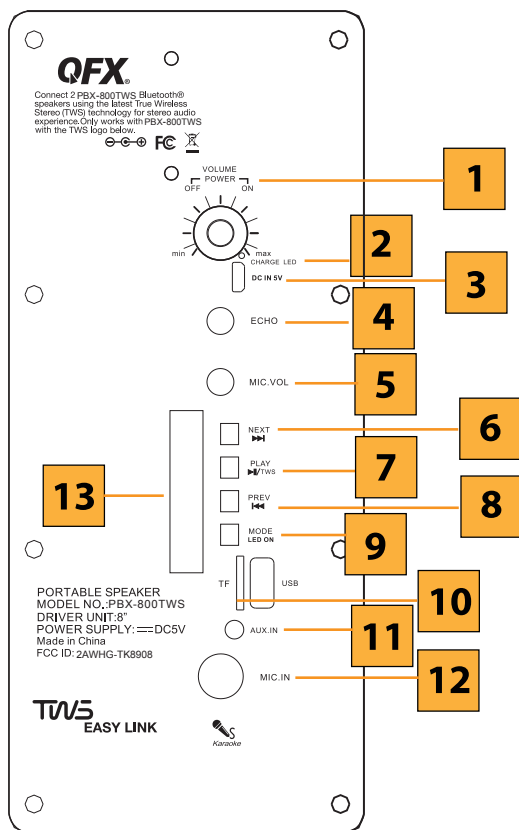 QFX®
Connect 2 PBX-800TWS Bluetooth®
speakers using the latest True Wireless
Stereo (TWS) technology for stereo audio
experience.Only works with PBX-800TWS
with the TWS logo below.
FC
VOLUME
POWER
OFF ON
min max
CHARGE LED
DC IN 5V
ECHO
MIC.VOL
NEXT
PLAY
/TWS
PREV
MODE
LED ON
TF USB
AUX.IN
MIC.IN
PORTABLE SPEAKER
MODEL NO.:PBX-800TWS
DRIVER UNIT:8"
POWER SUPPLY: DC5V
Made in China
FCC ID: 2AWHG-TK8908
TWS
EASY LINK
Karaoke
1
2
3
4
5
6
7
8
9
10
11
12
13